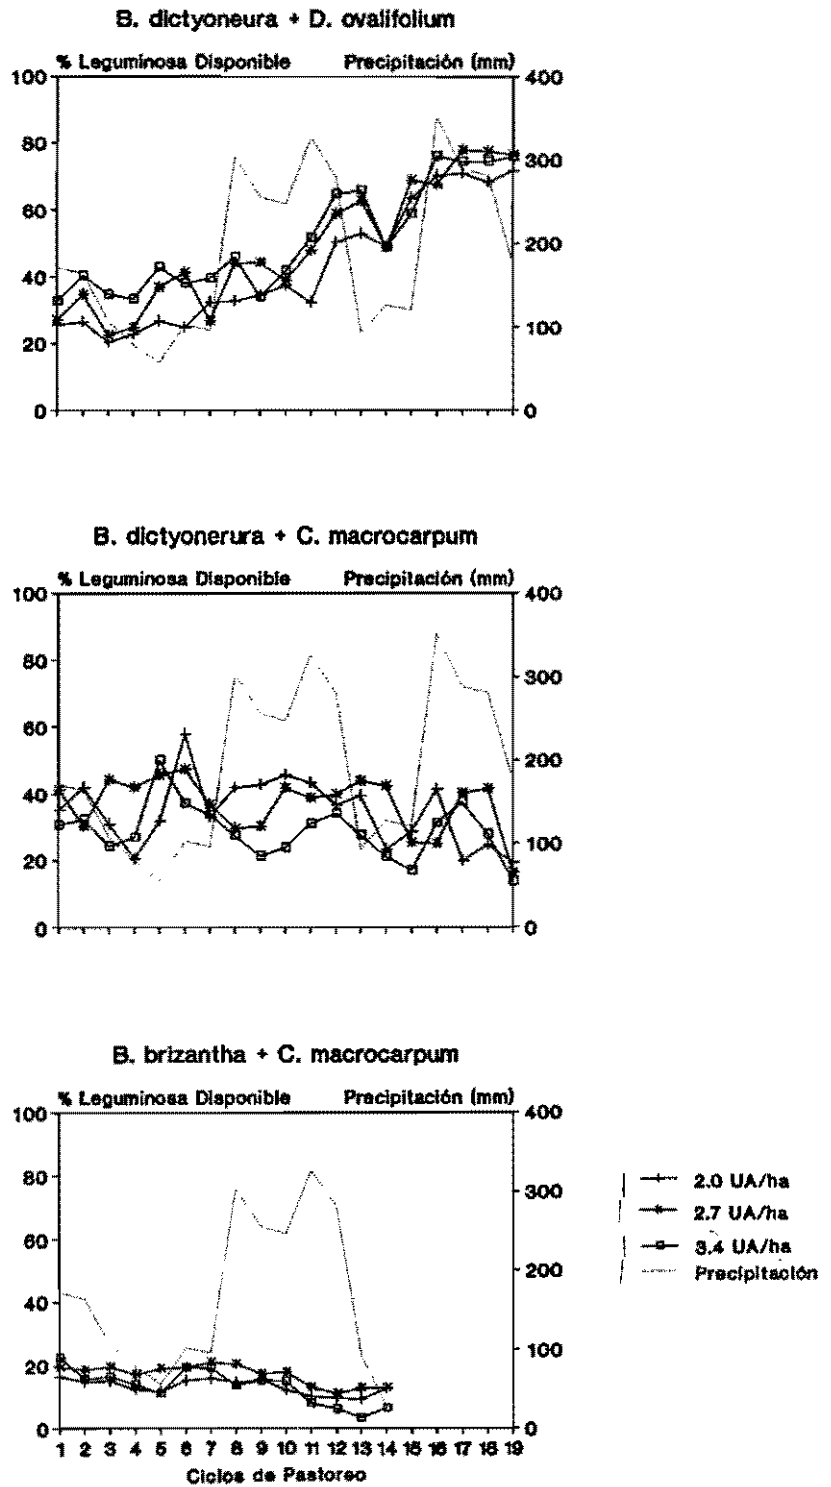 B. dictyoneura + D. ovalifolium
% Leguminosa Disponible Precipitación (mm)
100 400
80 300
60
200
40
100
20
0 0
B. dictyonerura + C. macrocarpum
% Leguminosa Disponible Precipitación (mm)
100 400
80 300
60
200
40
100
20
0 0
B. brizantha + C. macrocarpum
% Leguminosa Disponible Precipitación (mm)
100 400
80 300
60
200
40
100
20
0 0
1 2 3 4 5 6 7 8 9 10 11 12 13 14 15 16 17 18 19
Ciclos de Pastoreo
2.0 UA/ha
2.7 UA/ha
3.4 UA/ha
Precipitación